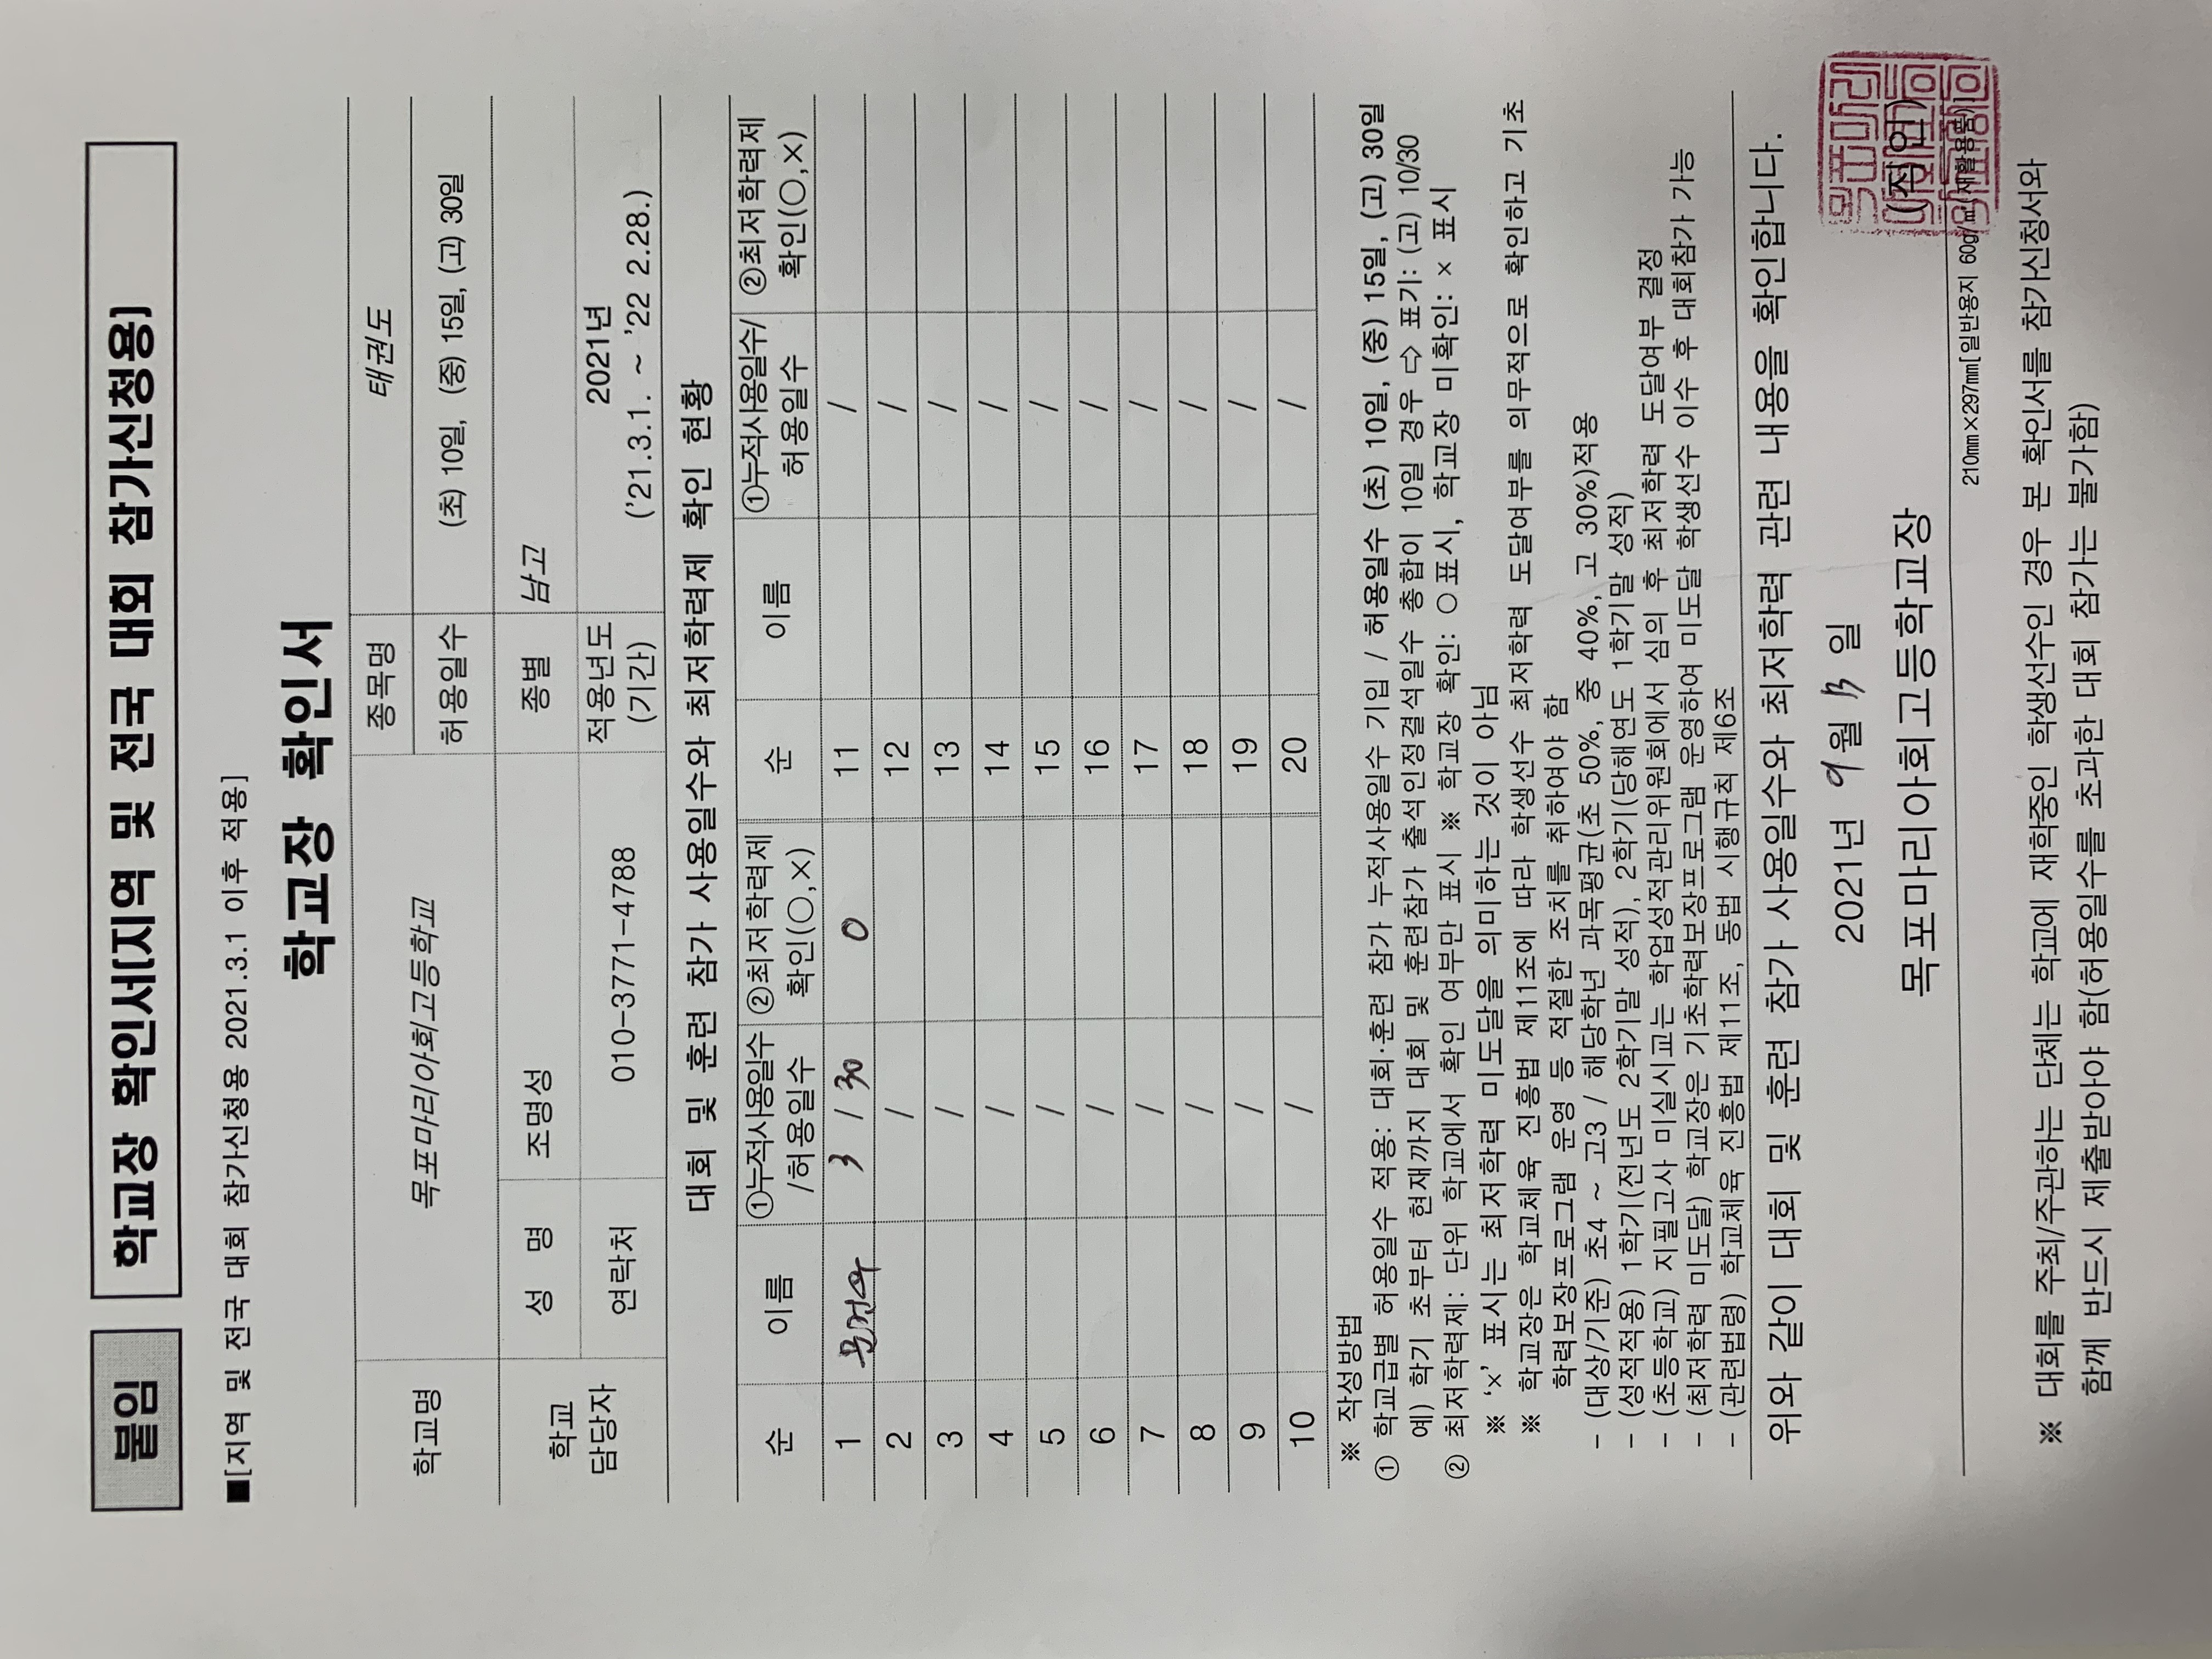 붙임 학교장 확인서[지역 및 전국 대회 참가신청용]
■[지역 및 전국 대회 참가신청용 2021.3.1 이후 적용]
학교장 확인서
학교명 목포마리아회고등학교 종목명 태권도
허용일수 (초) 10일, (중) 15일, (고) 30일
학교 담당자 성 명 조명성 종별 남고
연락처 010-3771-4788 적용년도 (기간) 2021년 ('21.3.1. ~ '22 2.28.)
대회 및 훈련 참가 사용일수와 최저학력제 확인 현황
순 이름 ①누적사용일수/허용일수 ②최저학력제 확인(○,×) 순 이름 ①누적사용일수/허용일수 ②최저학력제 확인(○,×)
1 3 / 30 0 11 /
2 / 12 /
3 / 13 /
4 / 14 /
5 / 15 /
6 / 16 /
7 / 17 /
8 / 18 /
9 / 19 /
10 / 20 /
※ 작성방법
① 학교급별 허용일수 적용: 대회·훈련 참가 누적사용일수 기입 / 허용일수 (초) 10일, (중) 15일, (고) 30일
예) 학기 초부터 현재까지 대회 및 훈련참가 출석인정결석일수 총합이 10일 경우 ⇨ 표기: (고) 10/30
② 최저학력제: 단위 학교에서 확인 여부만 표시 ※ 학교장 확인: ○표시, 학교장 미확인: × 표시
※ '×' 표시는 최저학력 미도달을 의미하는 것이 아님
※ 학교장은 학교체육 진흥법 제11조에 따라 학생선수 최저학력 도달여부를 의무적으로 확인하고 기초
학력보장프로그램 운영 등 적절한 조치를 취하여야 함
- (대상/기준) 초4 ~ 고3 / 해당학년 과목평균(초 50%, 중 40%, 고 30%)적용
- (성적적용) 1학기(전년도 2학기말 성적), 2학기(당해연도 1학기말 성적)
- (초등학교) 지필고사 미실시교는 학업성적관리위원회에서 심의 후 최저학력 도달여부 결정
- (최저학력 미도달) 학교장은 기초학력보장프로그램 운영하여 미도달 학생선수 이수 후 대회참가 가능
- (관련법령) 학교체육 진흥법 제11조, 동법 시행규칙 제6조
위와 같이 대회 및 훈련 참가 사용일수와 최저학력 관련 내용을 확인합니다.
2021년 9월 13일
목포마리아회고등학교장 (직인)
210㎜×297㎜[일반용지 60g/㎡(재활용품)]
※ 대회를 주최/주관하는 단체는 학교에 재학중인 학생선수인 경우 본 확인서를 참가신청서와
함께 반드시 제출받아야 함(허용일수를 초과한 대회 참가는 불가함)